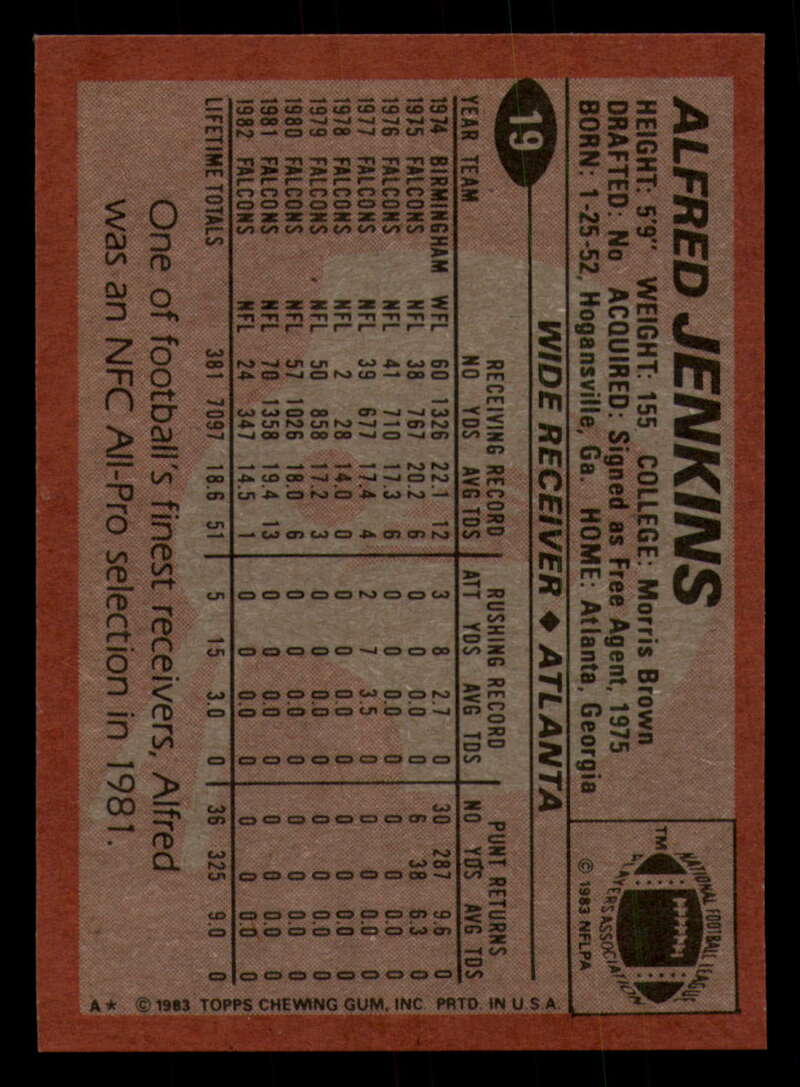 ALFRED JENKINS
HEIGHT: 5'9" WEIGHT: 155 COLLEGE: Morris Brown
DRAFTED: No ACQUIRED: Signed as Free Agent, 1975
BORN: 1-25-52, Hogansville, Ga. HOME: Atlanta, Georgia
NATIONAL FOOTBALL LEAGUE
PLAYERS ASSOCIATION
TM
© 1983 NFLPA
19
WIDE RECEIVER ♦ ATLANTA
RECEIVING RECORD RUSHING RECORD PUNT RETURNS
YEAR TEAM NO YDS AVG TDS ATT YDS AVG TDS NO YDS AVG TDS
1974 BIRMINGHAM WFL 60 1326 22.1 12 3 8 2.7 0 30 287 9.6 0
1975 FALCONS NFL 38 767 20.2 6 0 0 0.0 0 6 38 6.3 0
1976 FALCONS NFL 41 710 17.3 6 0 0 0.0 0 0 0 0.0 0
1977 FALCONS NFL 39 677 17.4 4 2 7 3.5 0 0 0 0.0 0
1978 FALCONS NFL 2 28 14.0 0 0 0 0.0 0 0 0 0.0 0
1979 FALCONS NFL 50 858 17.2 3 0 0 0.0 0 0 0 0.0 0
1980 FALCONS NFL 57 1026 18.0 6 0 0 0.0 0 0 0 0.0 0
1981 FALCONS NFL 70 1358 19.4 13 0 0 0.0 0 0 0 0.0 0
1982 FALCONS NFL 24 347 14.5 1 0 0 0.0 0 0 0 0.0 0
LIFETIME TOTALS 381 7097 18.6 51 5 15 3.0 0 36 325 9.0 0
One of football's finest receivers, Alfred
was an NFC All-Pro selection in 1981.
A★ © 1983 TOPPS CHEWING GUM, INC. PRTD. IN U.S.A.